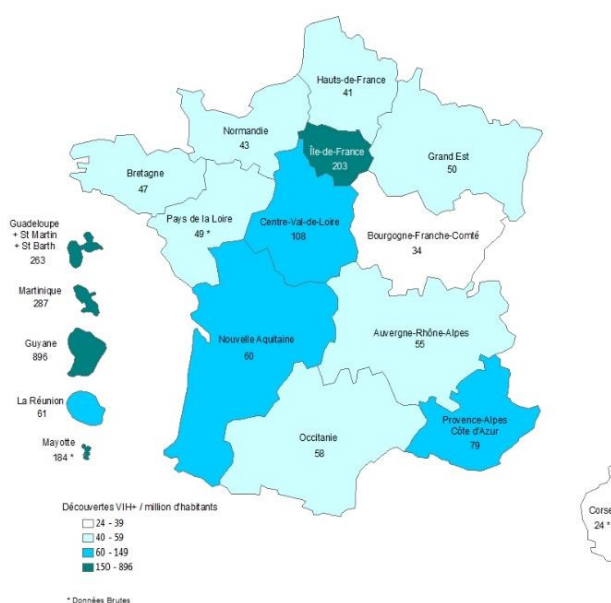 Hauts-de-France
41
Normandie
43
Île-de-France
203
Grand Est
50
Bretagne
47
Pays de la Loire
49 *
Centre-Val-de-Loire
108
Bourgogne-Franche-Comté
34
Guadeloupe
+ St Martin
+ St Barth
263
Martinique
287
Guyane
896
La Réunion
61
Mayotte
184 *
Nouvelle Aquitaine
60
Auvergne-Rhône-Alpes
55
Occitanie
58
Provence-Alpes
Côte d'Azur
79
Corse
24 *
Découvertes VIH+ / million d'habitants
24 - 39
40 - 59
60 - 149
150 - 896
* Données Brutes